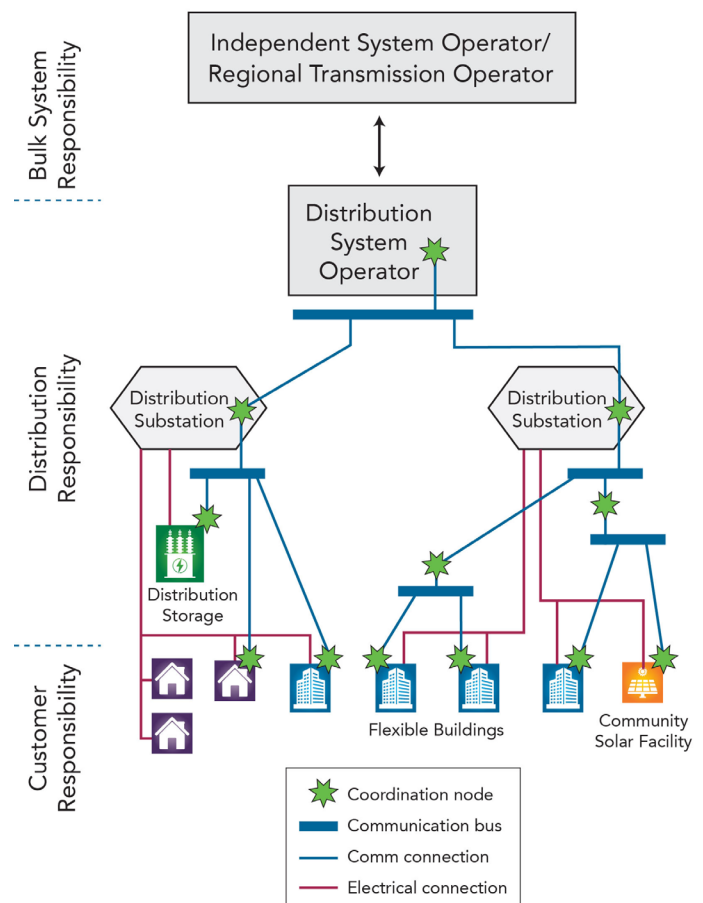 Bulk System
Responsibility
Independent System Operator/
Regional Transmission Operator
Distribution
System
Operator
Distribution
Responsibility
Distribution
Substation
Distribution
Substation
Distribution
Storage
Customer
Responsibility
Flexible Buildings
Community
Solar Facility
Coordination node
Communication bus
Comm connection
Electrical connection